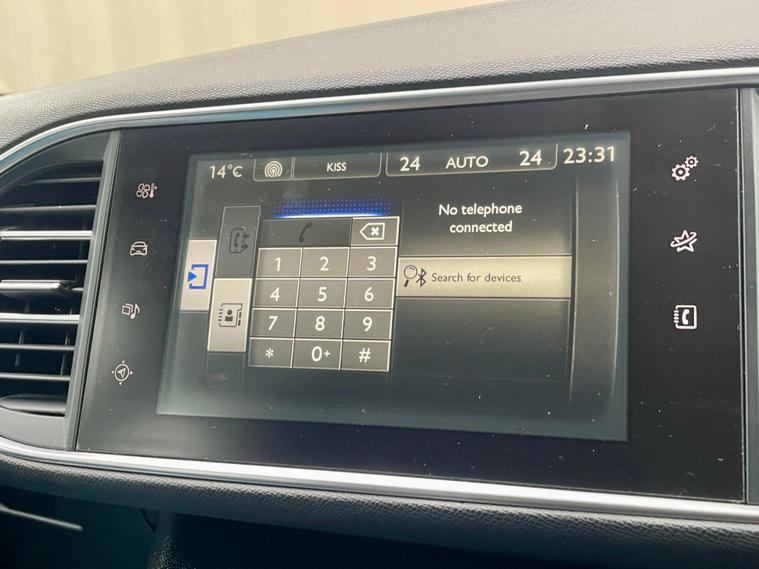 14°C KISS 24 AUTO 24 23:31
No telephone
connected
Search for devices
1 2 3
4 5 6
7 8 9
* 0+ #